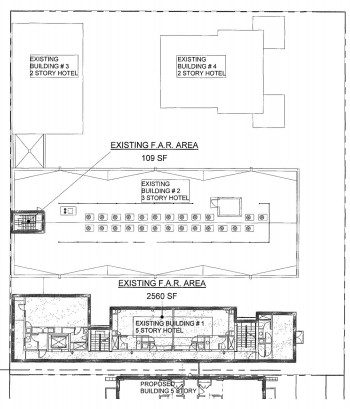 EXISTING
BUILDING # 3
2 STORY HOTEL
EXISTING
BUILDING # 4
2 STORY HOTEL
EXISTING F.A.R. AREA
109 SF
EXISTING
BUILDING # 2
3 STORY HOTEL
EXISTING F.A.R. AREA
2560 SF
EXISTING BUILDING # 1
5 STORY HOTEL
PROPOSED
BUILDING 5 STORY